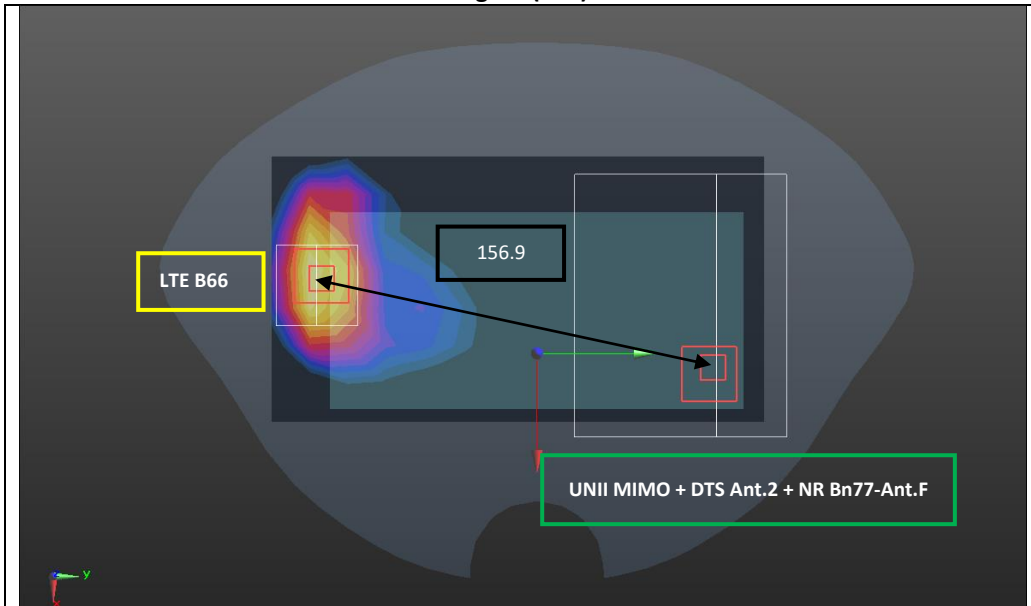 156.9
LTE B66
UNII MIMO + DTS Ant.2 + NR Bn77-Ant.F
Y
X